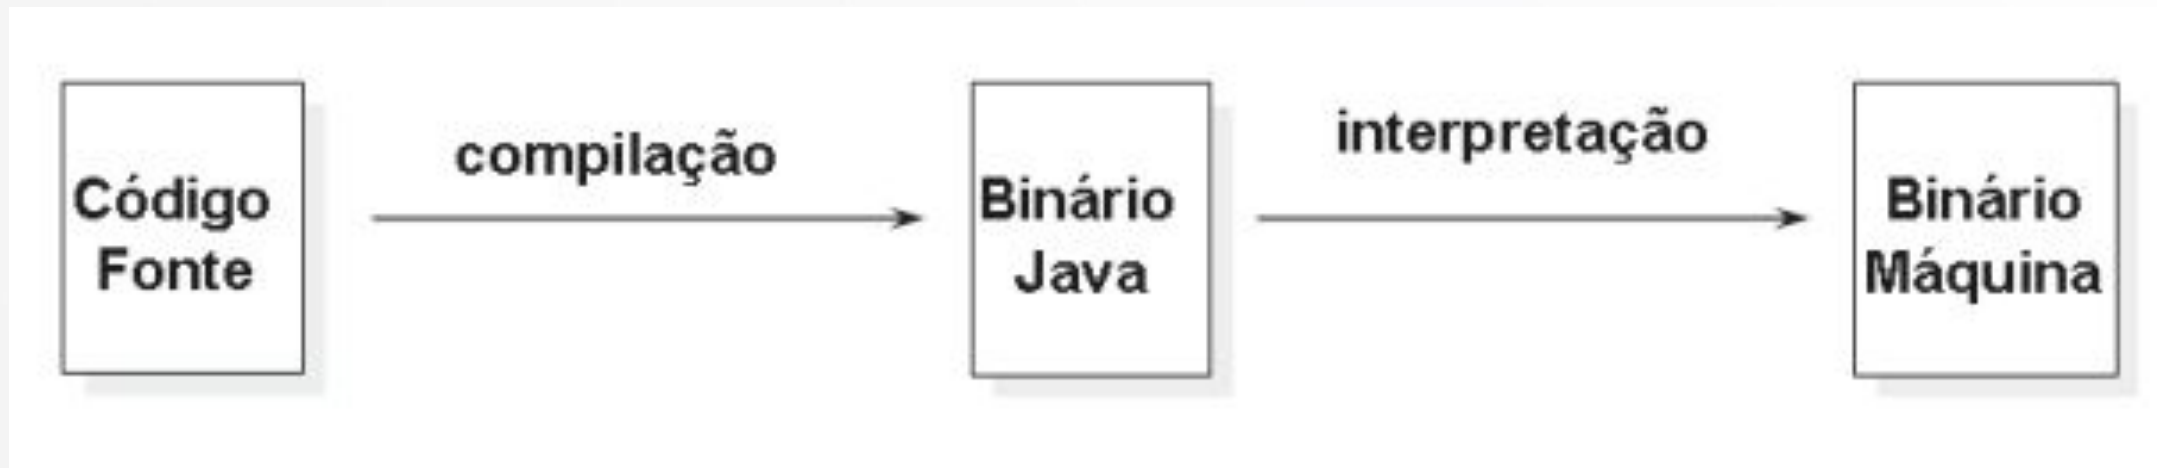 Código
Fonte
compilação
Binário
Java
interpretação
Binário
Máquina